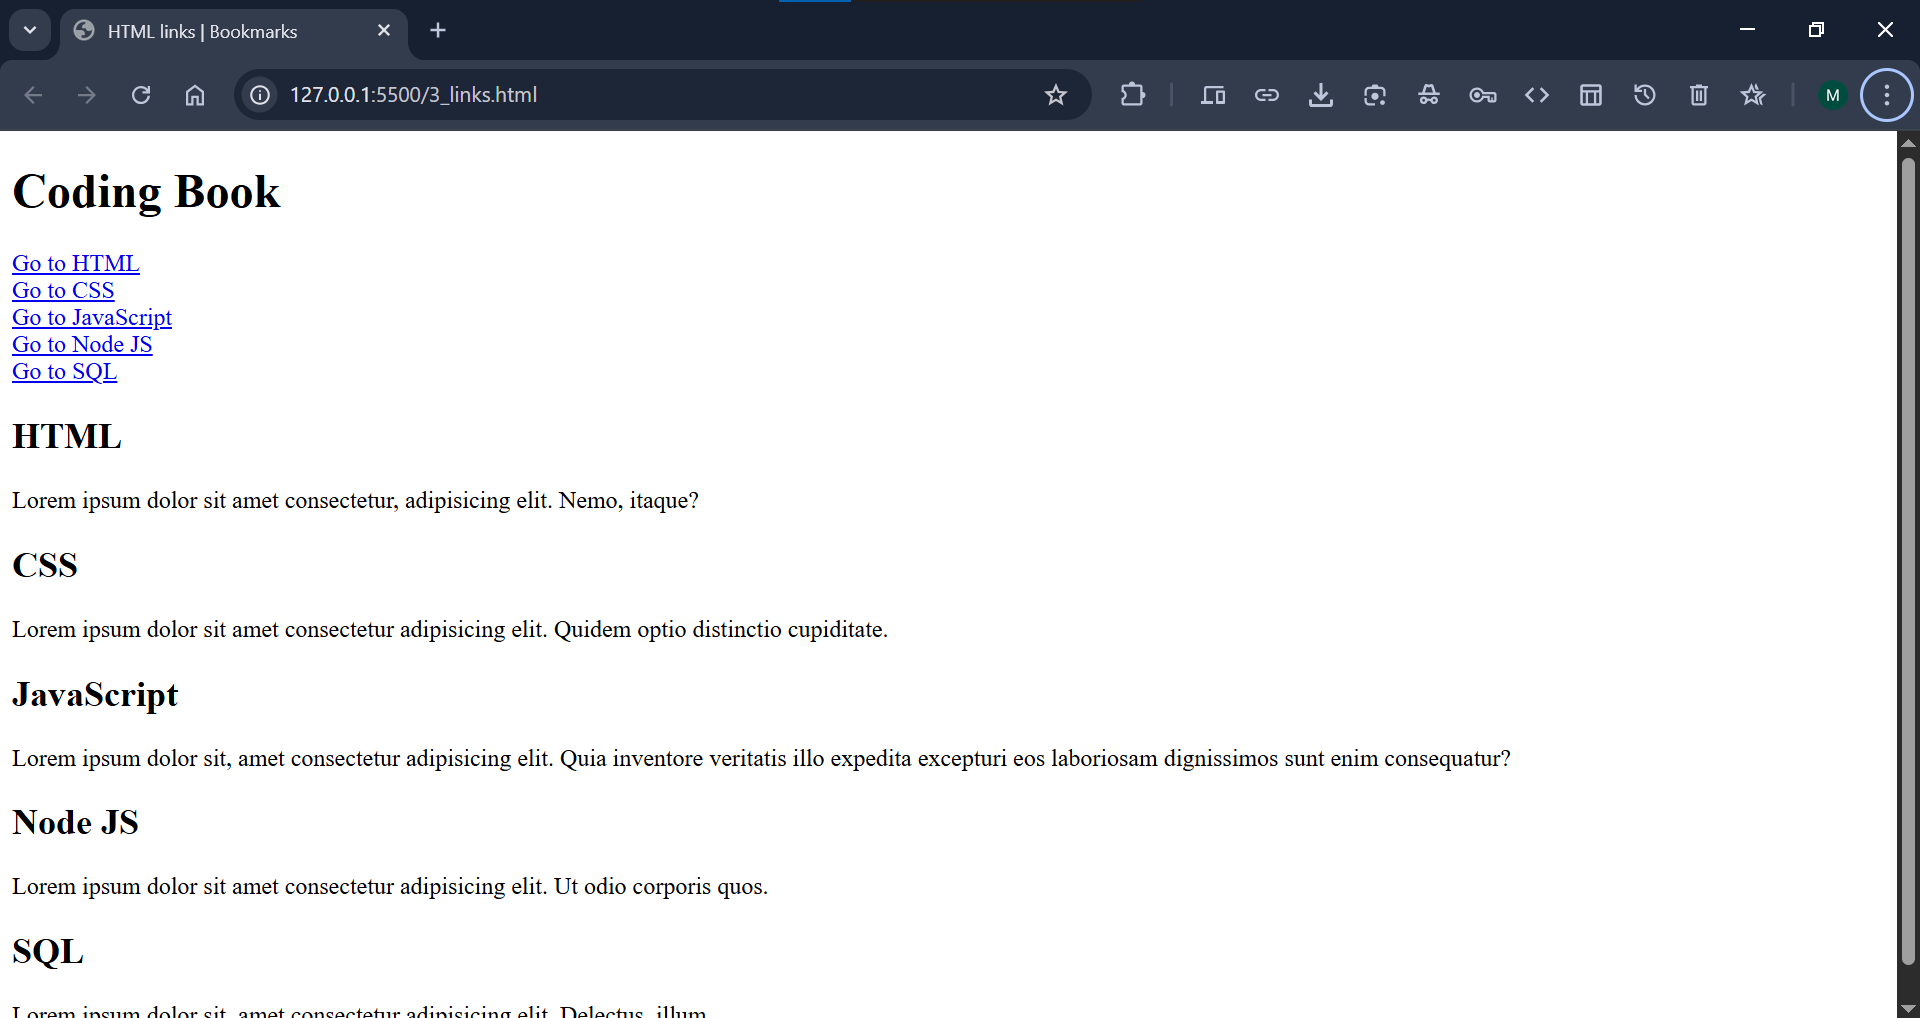 HTML links | Bookmarks
127.0.0.1:5500/3_links.html
M
Coding Book
Go to HTML
Go to CSS
Go to JavaScript
Go to Node JS
Go to SQL
HTML
Lorem ipsum dolor sit amet consectetur, adipisicing elit. Nemo, itaque?
CSS
Lorem ipsum dolor sit amet consectetur adipisicing elit. Quidem optio distinctio cupiditate.
JavaScript
Lorem ipsum dolor sit, amet consectetur adipisicing elit. Quia inventore veritatis illo expedita excepturi eos laboriosam dignissimos sunt enim consequatur?
Node JS
Lorem ipsum dolor sit amet consectetur adipisicing elit. Ut odio corporis quos.
SQL
Lorem ipsum dolor sit, amet consectetur adipisicing elit. Delectus, illum.